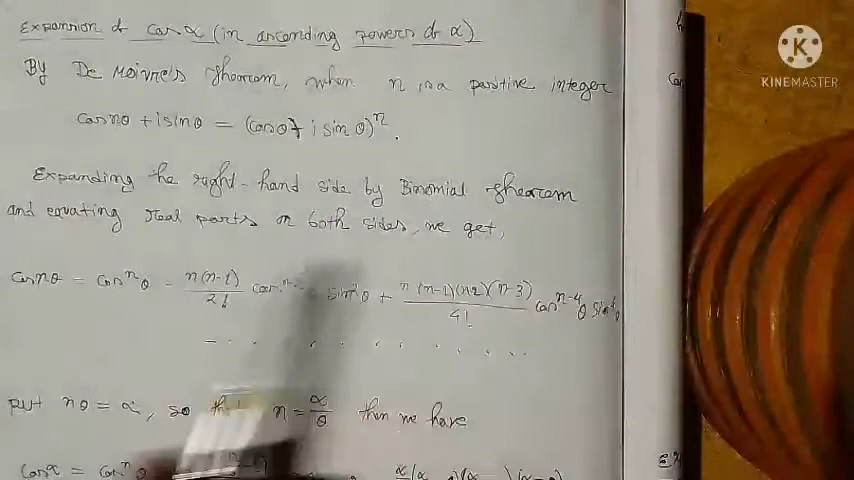 Expansion of cos α (in ascending powers of α)
By De Moivre's theorem, when n is a positive integer
cos nθ + i sin θ = (cos θ + i sin θ)^n.
Expanding the right-hand side by Binomial theorem
and equating real parts on both sides, we get,
cos nθ = cos^n θ - n(n-1)/2! cos^n- sin²θ + n(n-1)(n-2)(n-3)/4! cos^n-4 θ sin⁴θ
- . . . . . . . . .
put nθ = α, so that n = α/θ then we have
cos α = cos^n θ
K
KINEMASTER